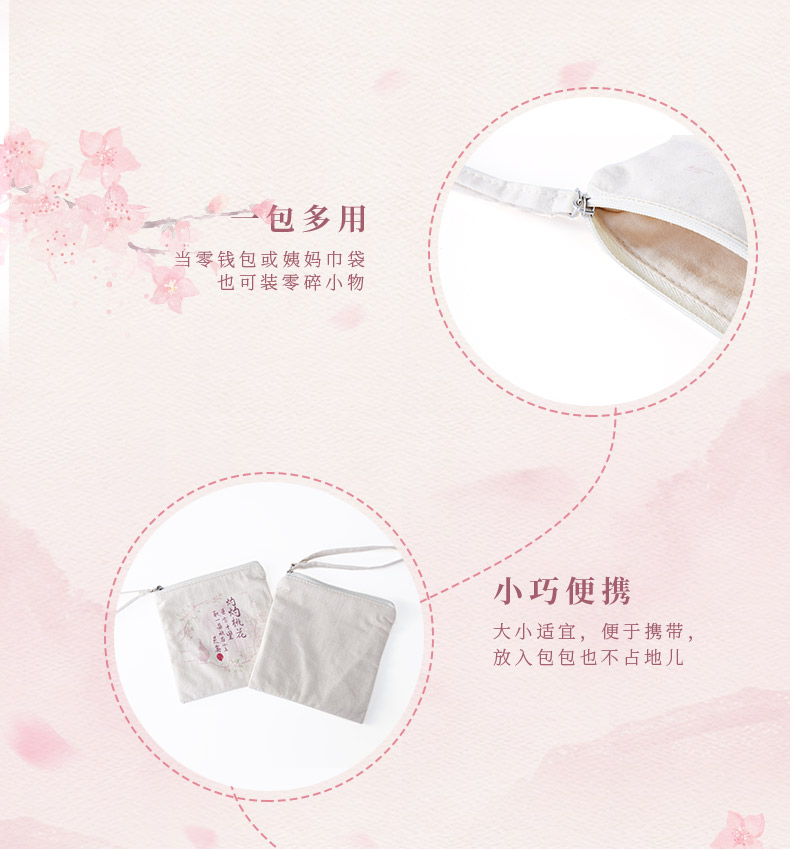 一包多用
当零钱包或姨妈巾袋
也可装零碎小物
灼灼桃花
小巧便携
大小适宜，便于携带，
放入包包也不占地儿